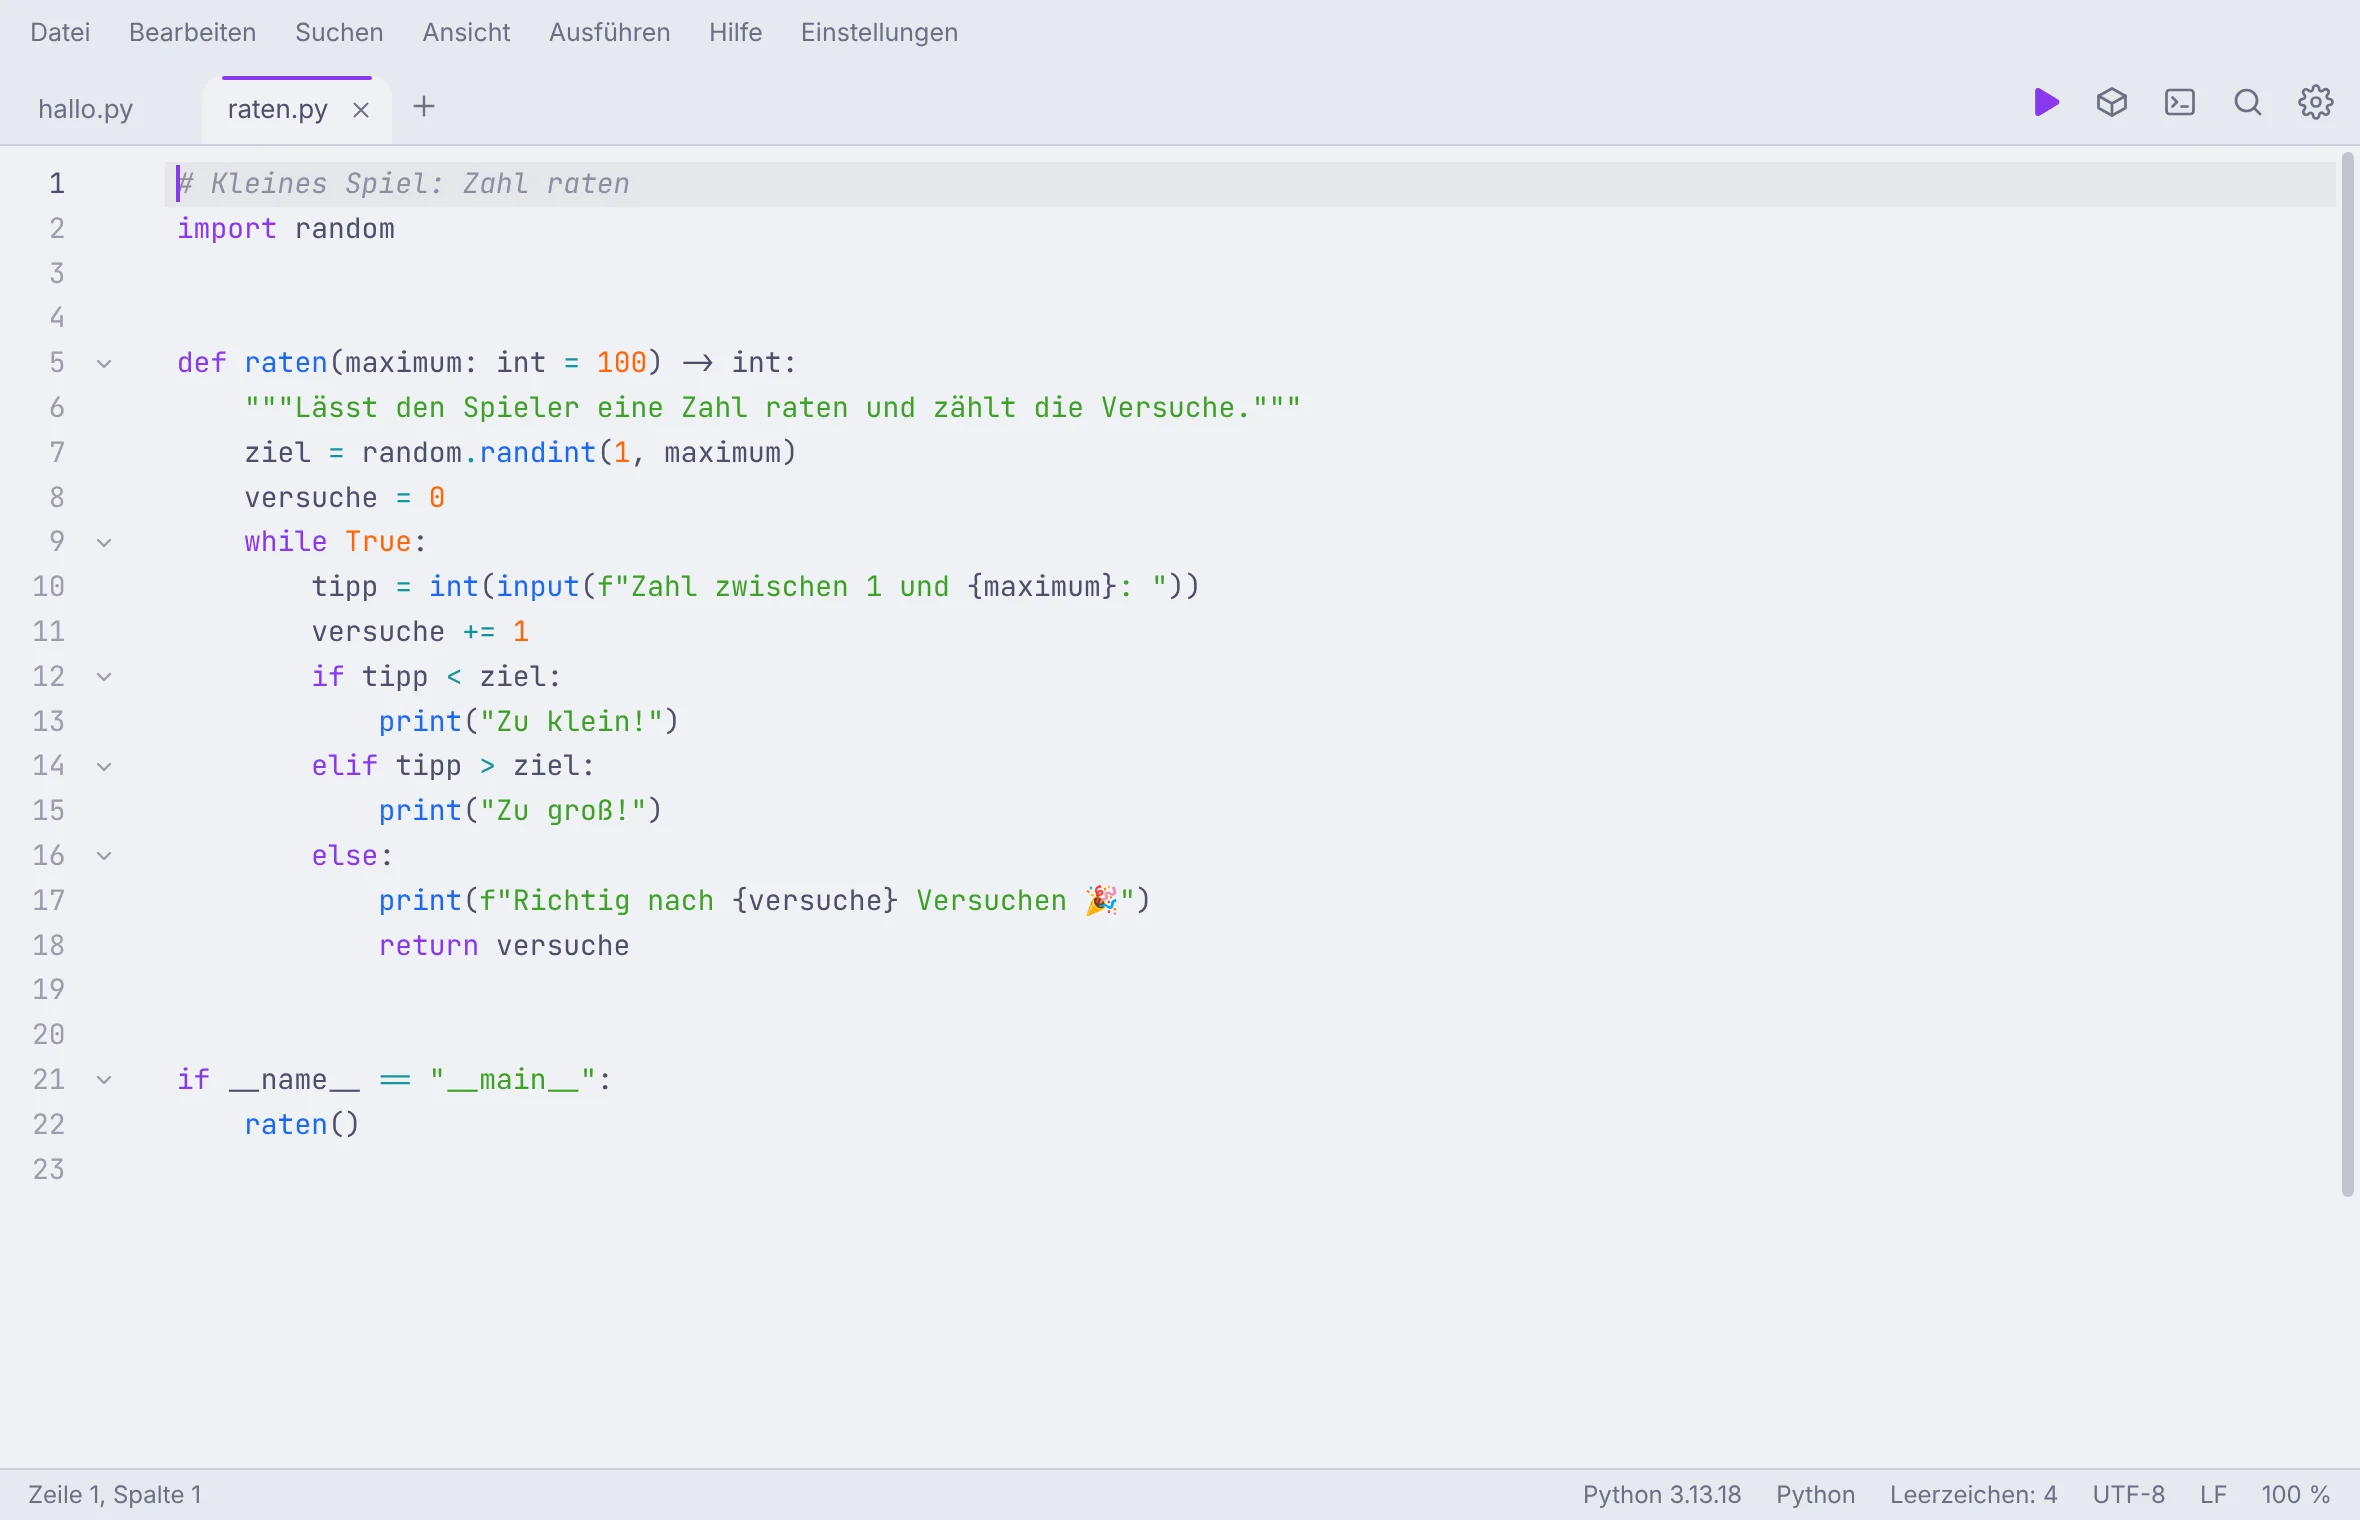 Datei Bearbeiten Suchen Ansicht Ausführen Hilfe Einstellungen
hallo.py raten.py
1 # Kleines Spiel: Zahl raten
2 import random
3
4
5 def raten(maximum: int = 100) -> int:
6     """Lässt den Spieler eine Zahl raten und zählt die Versuche."""
7     ziel = random.randint(1, maximum)
8     versuche = 0
9     while True:
10         tipp = int(input(f"Zahl zwischen 1 und {maximum}: "))
11         versuche += 1
12         if tipp < ziel:
13             print("Zu klein!")
14         elif tipp > ziel:
15             print("Zu groß!")
16         else:
17             print(f"Richtig nach {versuche} Versuchen 🎉")
18             return versuche
19
20
21 if __name__ == "__main__":
22     raten()
23
Zeile 1, Spalte 1 Python 3.13.18 Python Leerzeichen: 4 UTF-8 LF 100 %